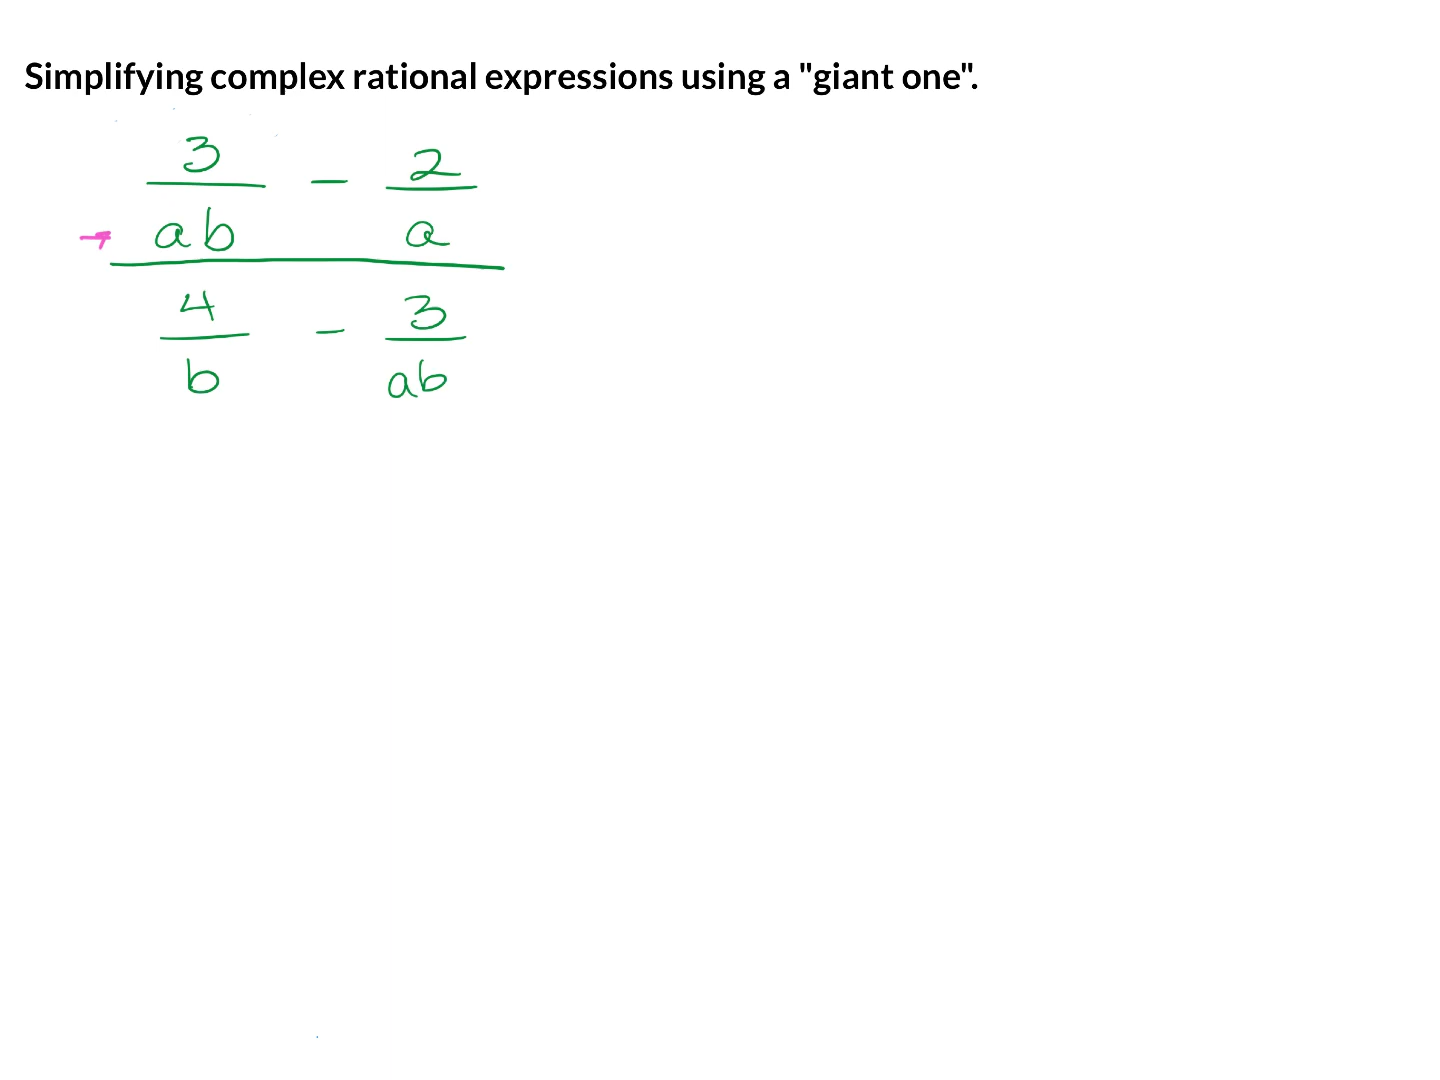 Simplifying complex rational expressions using a "giant one".
3 - 2
ab a
4 - 3
b ab